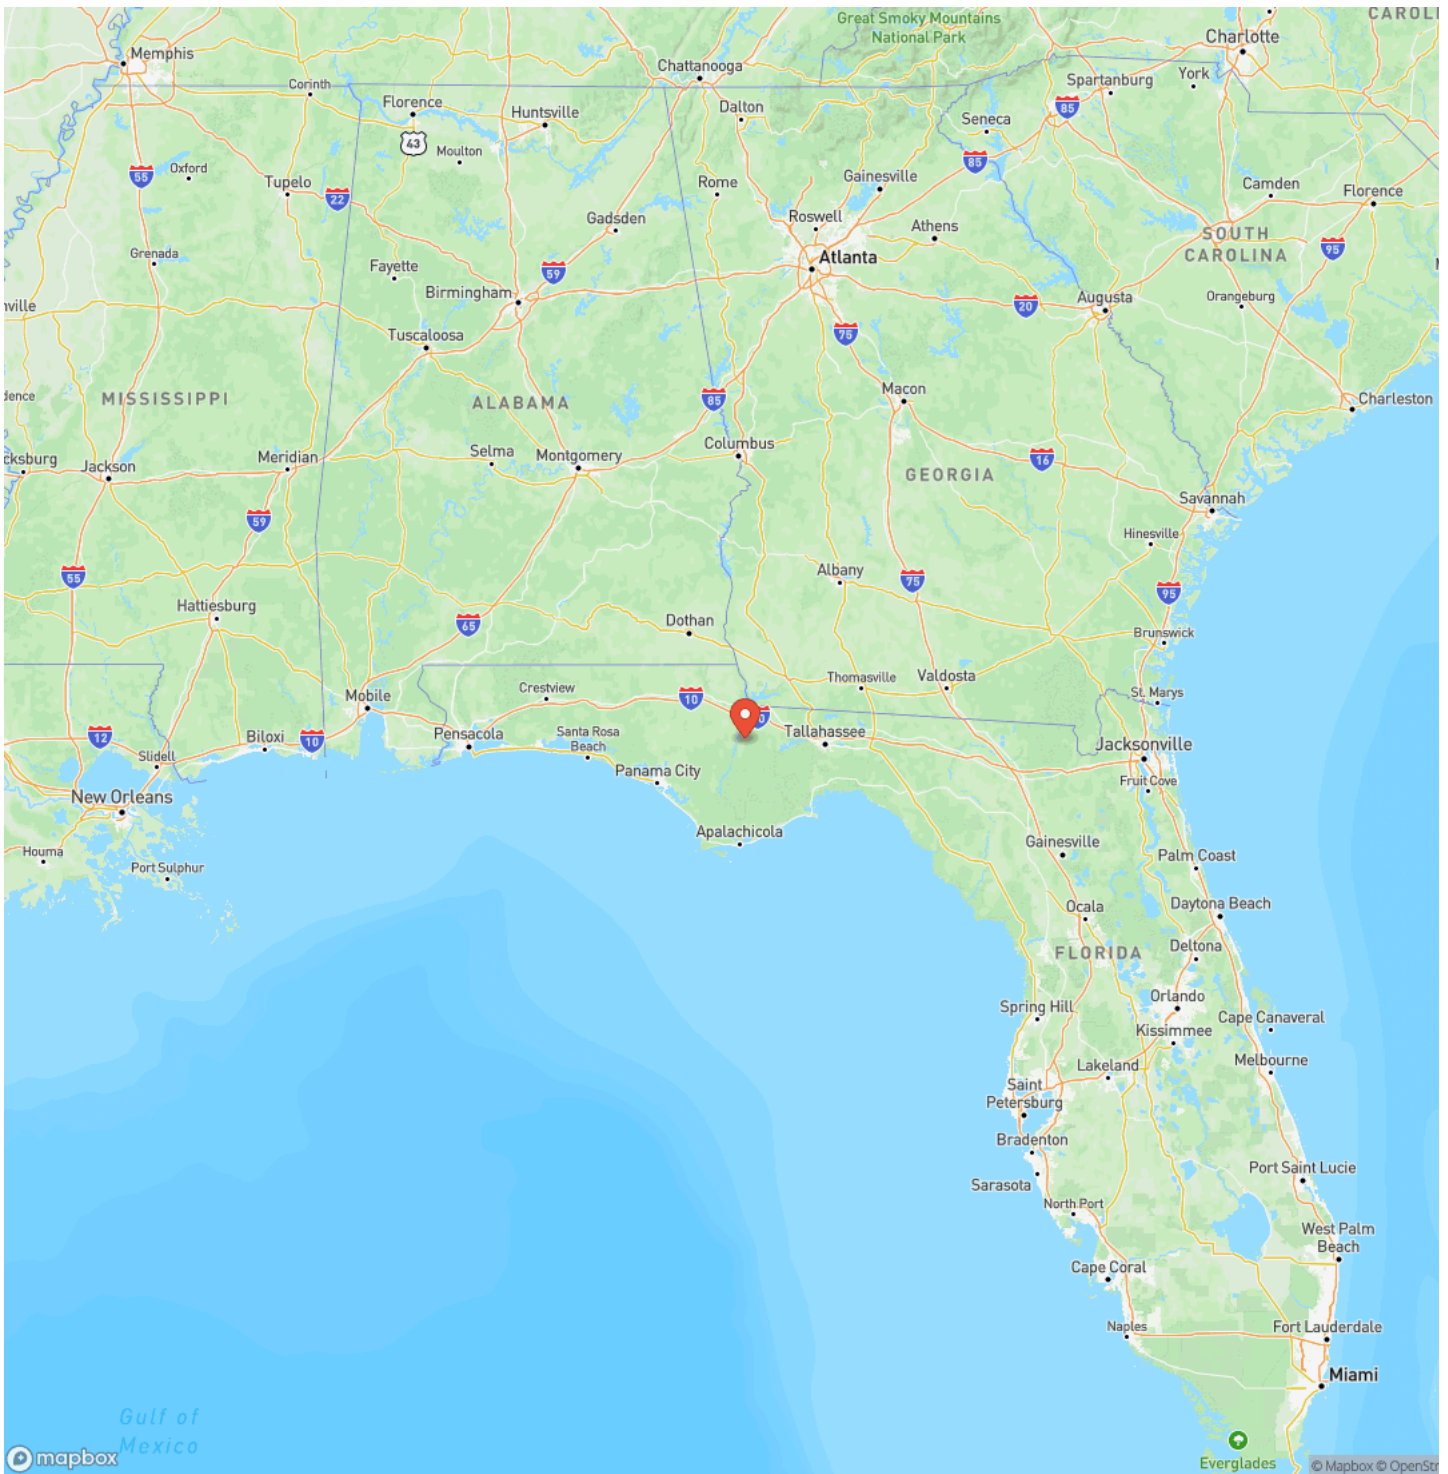 Great Smoky Mountains
National Park
CAROL
Charlotte
Memphis
Chattanooga
Spartanburg
York
Corinth
Florence
Huntsville
Dalton
85
Seneca
43
Moulton
85
55
Oxford
Tupelo
22
Rome
Gainesville
Camden
Florence
Gadsden
Roswell
Athens
SOUTH
CAROLINA
95
Grenada
Fayette
59
Atlanta
Birmingham
20
Augusta
Orangeburg
nville
Tuscaloosa
75
dence
MISSISSIPPI
ALABAMA
85
Macon
Charleston
cksburg
Jackson
Meridian
Selma
Montgomery
Columbus
GEORGIA
16
Savannah
59
Hinesville
55
Albany
75
95
Hattiesburg
65
Dothan
Brunswick
Mobile
Crestview
10
Thomasville
Valdosta
St. Marys
12
Biloxi
10
Pensacola
Santa Rosa
Beach
0
Tallahassee
Jacksonville
Slidell
Panama City
Fruit Cove
New Orleans
Apalachicola
Gainesville
Palm Coast
Houma
Port Sulphur
Ocala
Daytona Beach
FLORIDA
Deltona
Spring Hill
Orlando
Cape Canaveral
Kissimmee
Lakeland
Melbourne
Saint
Petersburg
Bradenton
Sarasota
Port Saint Lucie
North Port
West Palm
Beach
Cape Coral
Naples
Fort Lauderdale
Miami
Gulf of
Mexico
mapbox
Everglades
© Mapbox © OpenStr